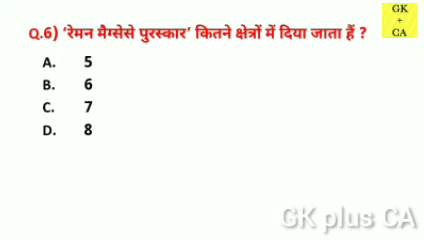 Q.6) ‘रेमन मैग्सेसे पुरस्कार’ कितने क्षेत्रों में दिया जाता हैं ?
GK
+
CA
A. 5
B. 6
C. 7
D. 8
GK plus CA